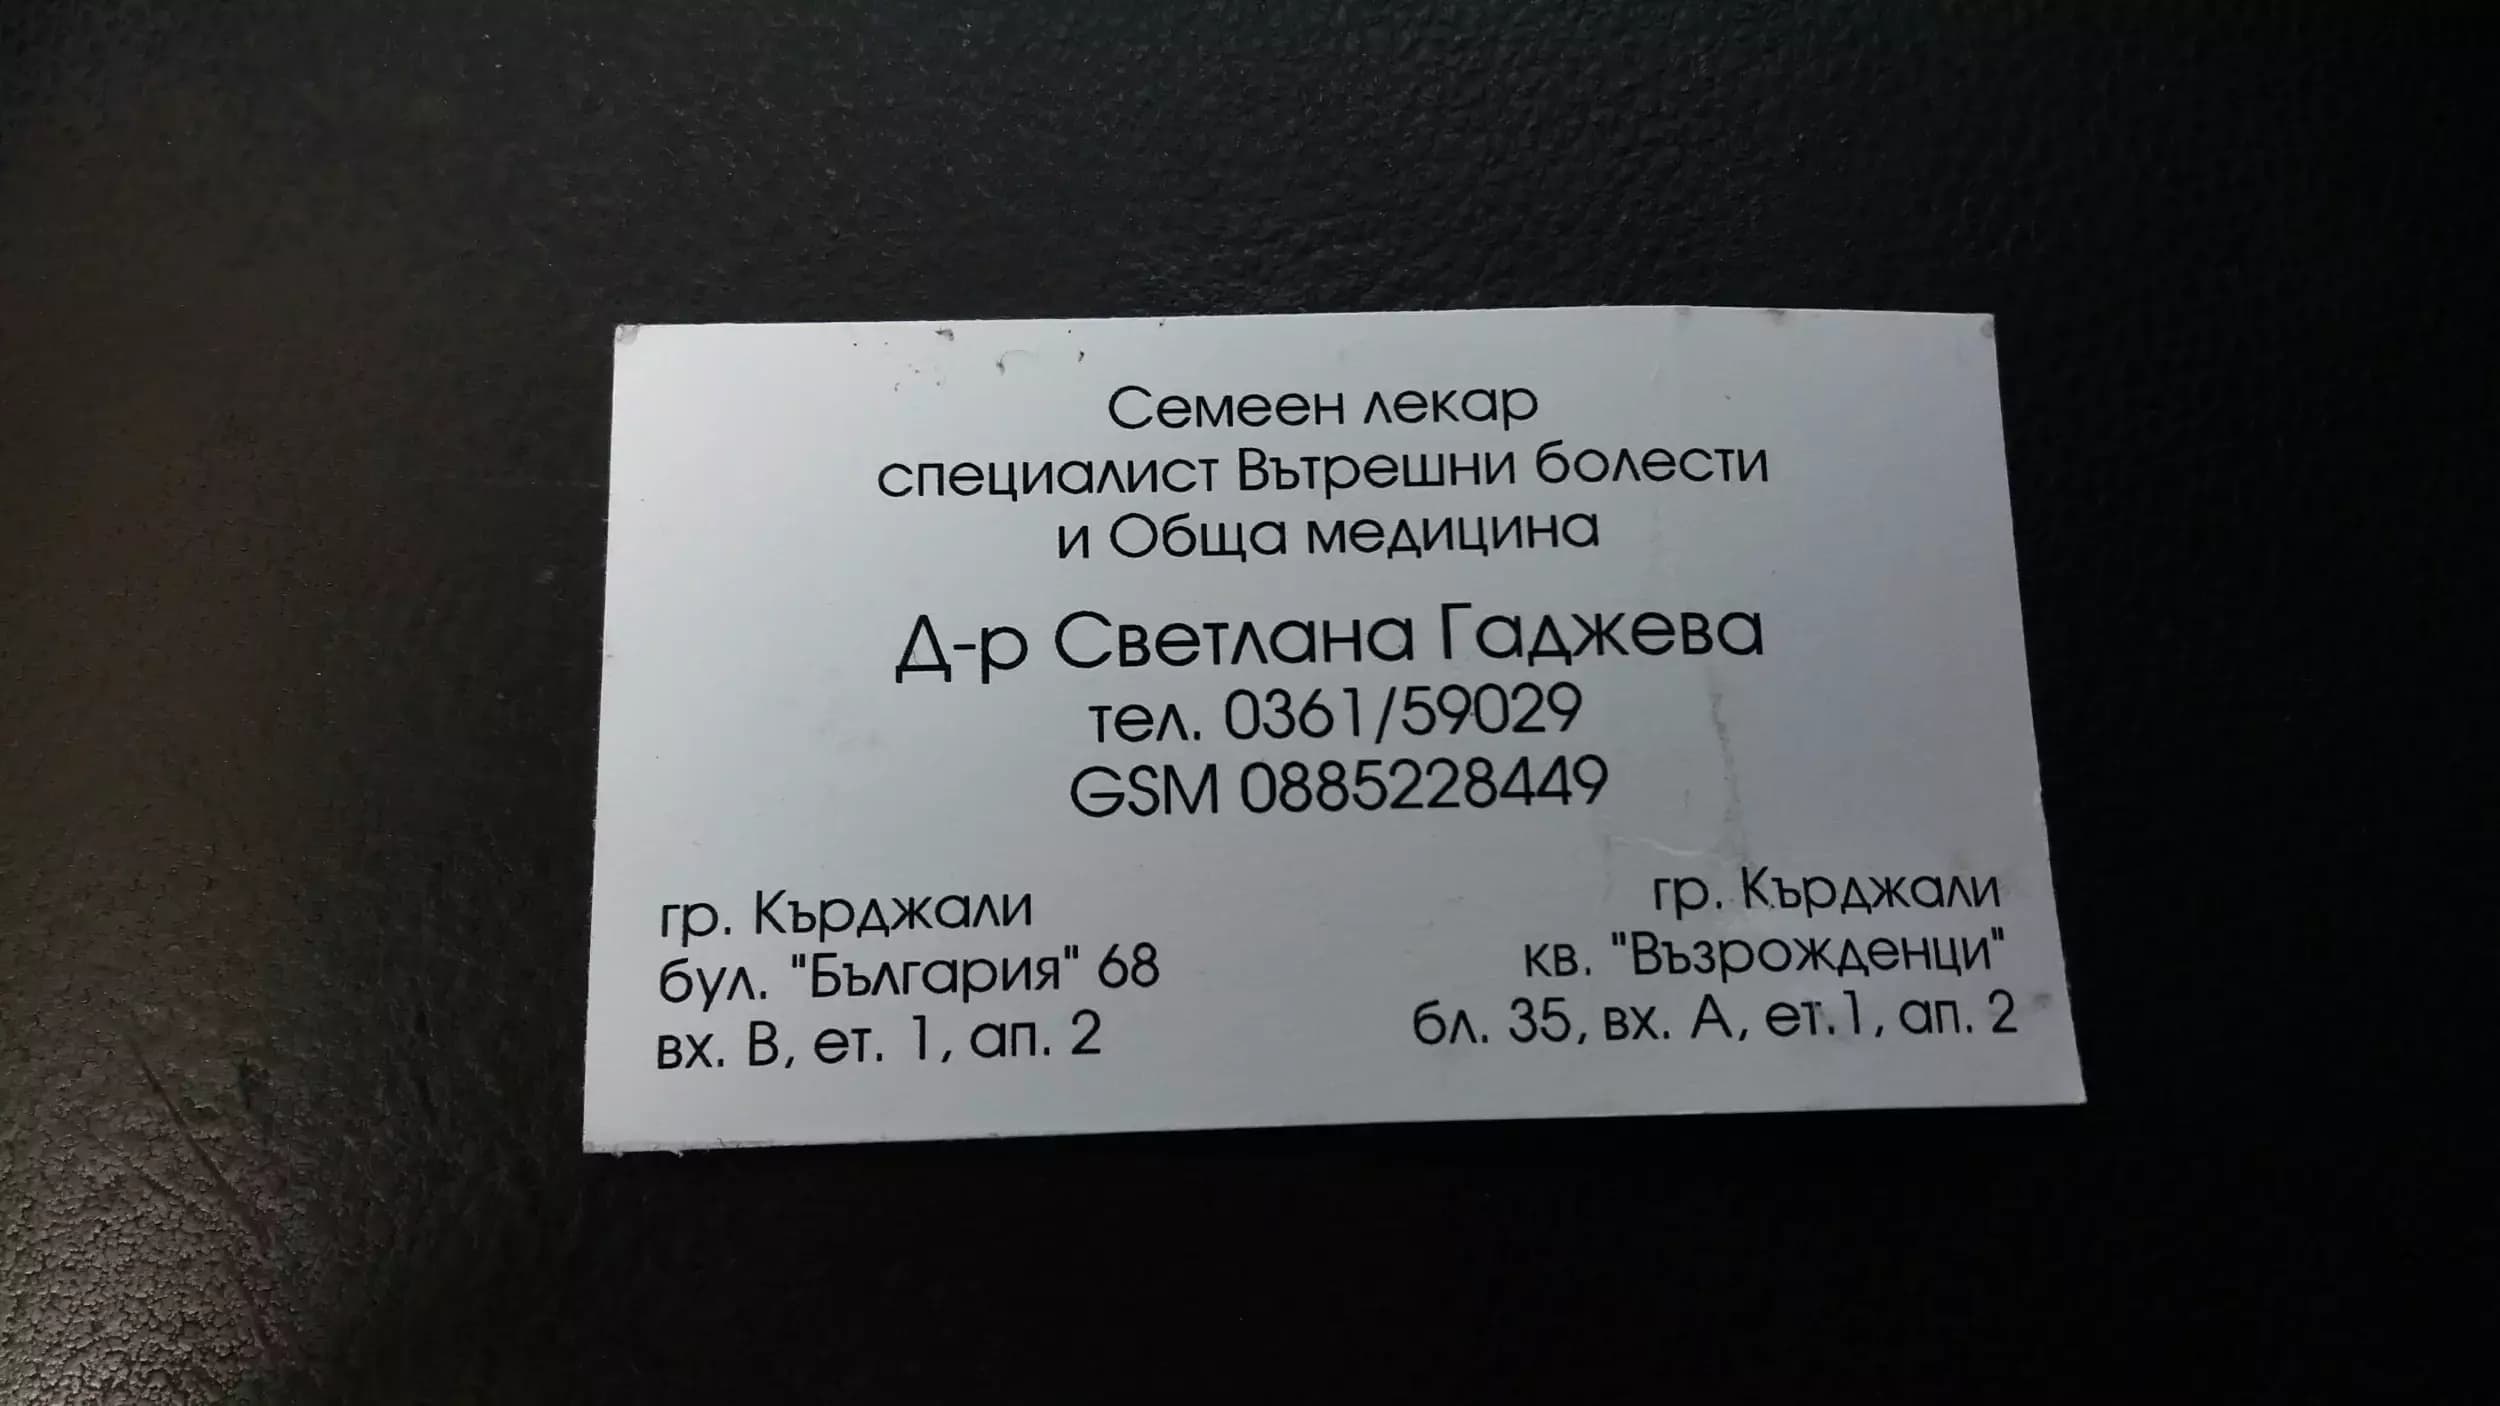 Семеен лекар
специалист Вътрешни болести
и Обща медицина
Д-р Светлана Гаджева
тел. 0361/59029
GSM 0885228449
гр. Кърджали
бул. "България" 68
вх. В, ет. 1, ап. 2
гр. Кърджали
кв. "Възрожденци"
бл. 35, вх. А, ет.1, ап. 2